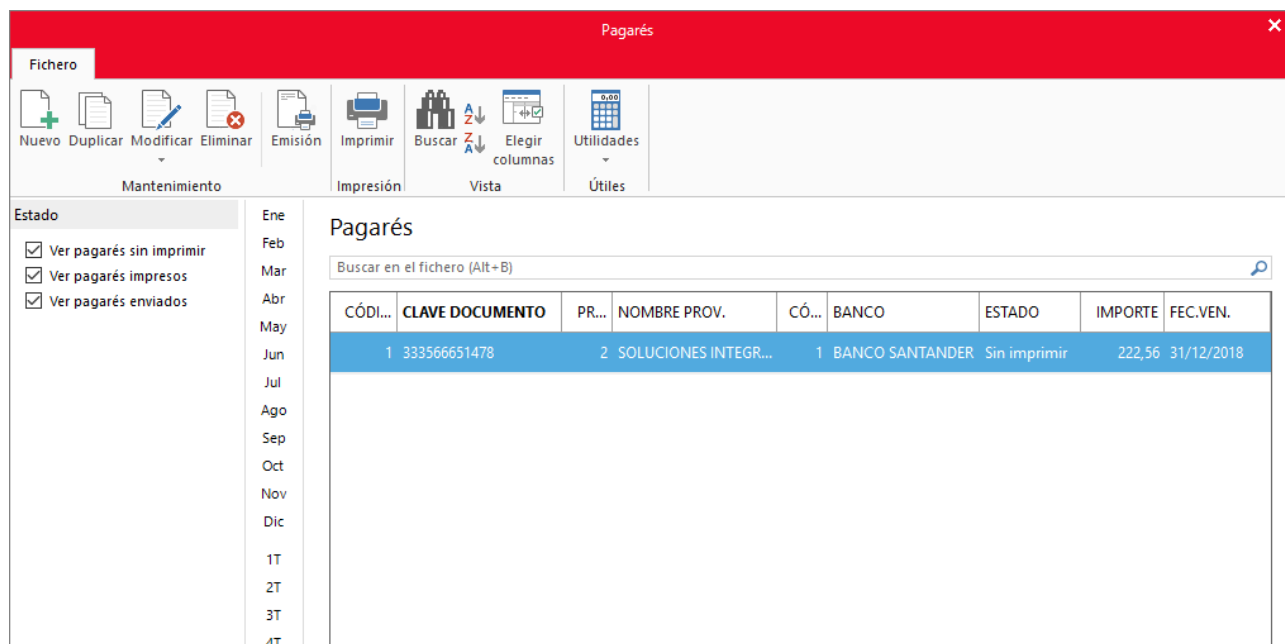 Pagarés
Fichero
Nuevo Duplicar Modificar Eliminar Emisión Imprimir Buscar Elegir columnas Utilidades
Mantenimiento Impresión Vista Útiles
Estado
Ver pagarés sin imprimir
Ver pagarés impresos
Ver pagarés enviados
Ene
Feb
Mar
Abr
May
Jun
Jul
Ago
Sep
Oct
Nov
Dic
1T
2T
3T
4T
Pagarés
Buscar en el fichero (Alt+B)
CÓDI... CLAVE DOCUMENTO PR... NOMBRE PROV. CÓ... BANCO ESTADO IMPORTE FEC.VEN.
1 333566651478 2 SOLUCIONES INTEGR... 1 BANCO SANTANDER Sin imprimir 222,56 31/12/2018